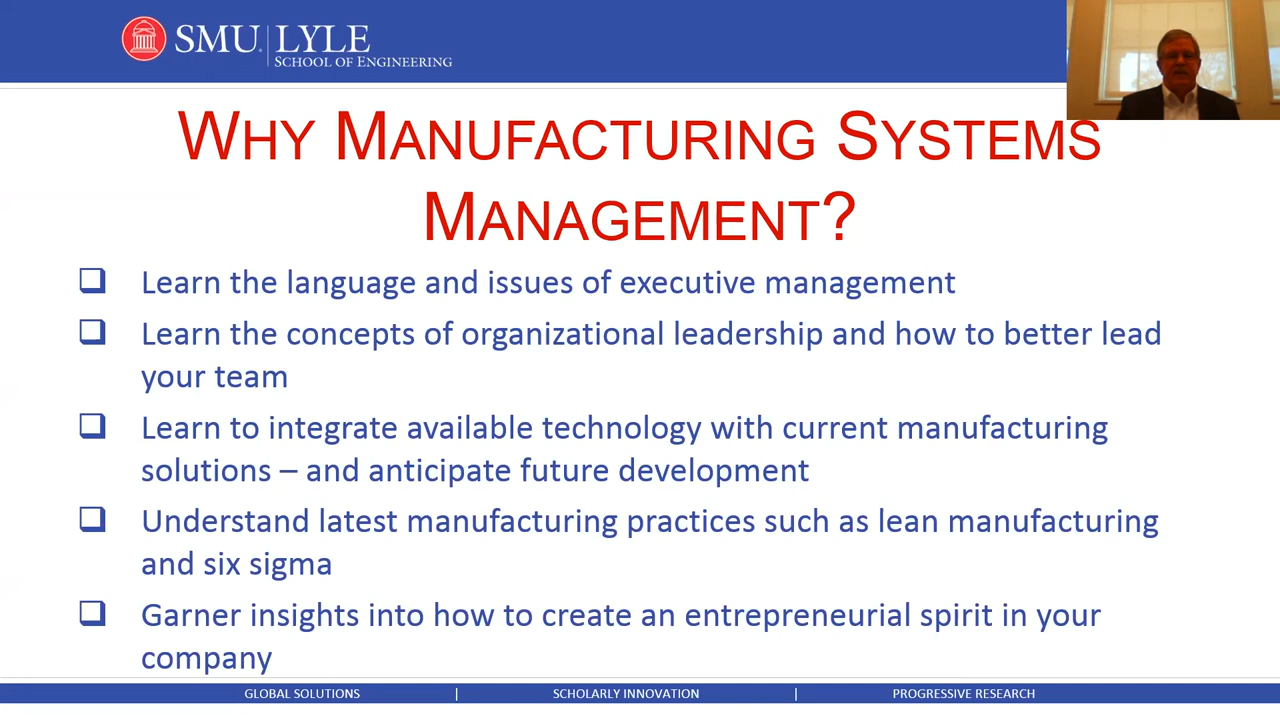 SMU LYLE
SCHOOL OF ENGINEERING
WHY MANUFACTURING SYSTEMS
MANAGEMENT?
Learn the language and issues of executive management
Learn the concepts of organizational leadership and how to better lead
your team
Learn to integrate available technology with current manufacturing
solutions – and anticipate future development
Understand latest manufacturing practices such as lean manufacturing
and six sigma
Garner insights into how to create an entrepreneurial spirit in your
company
GLOBAL SOLUTIONS | SCHOLARLY INNOVATION | PROGRESSIVE RESEARCH